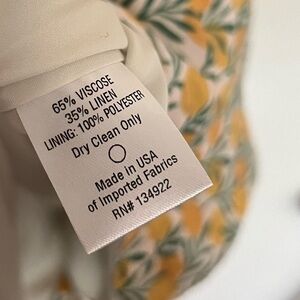 65% VISCOSE
35% LINEN
LINING: 100% POLYESTER
Dry Clean Only
Made in USA
of Imported Fabrics
RN# 134922